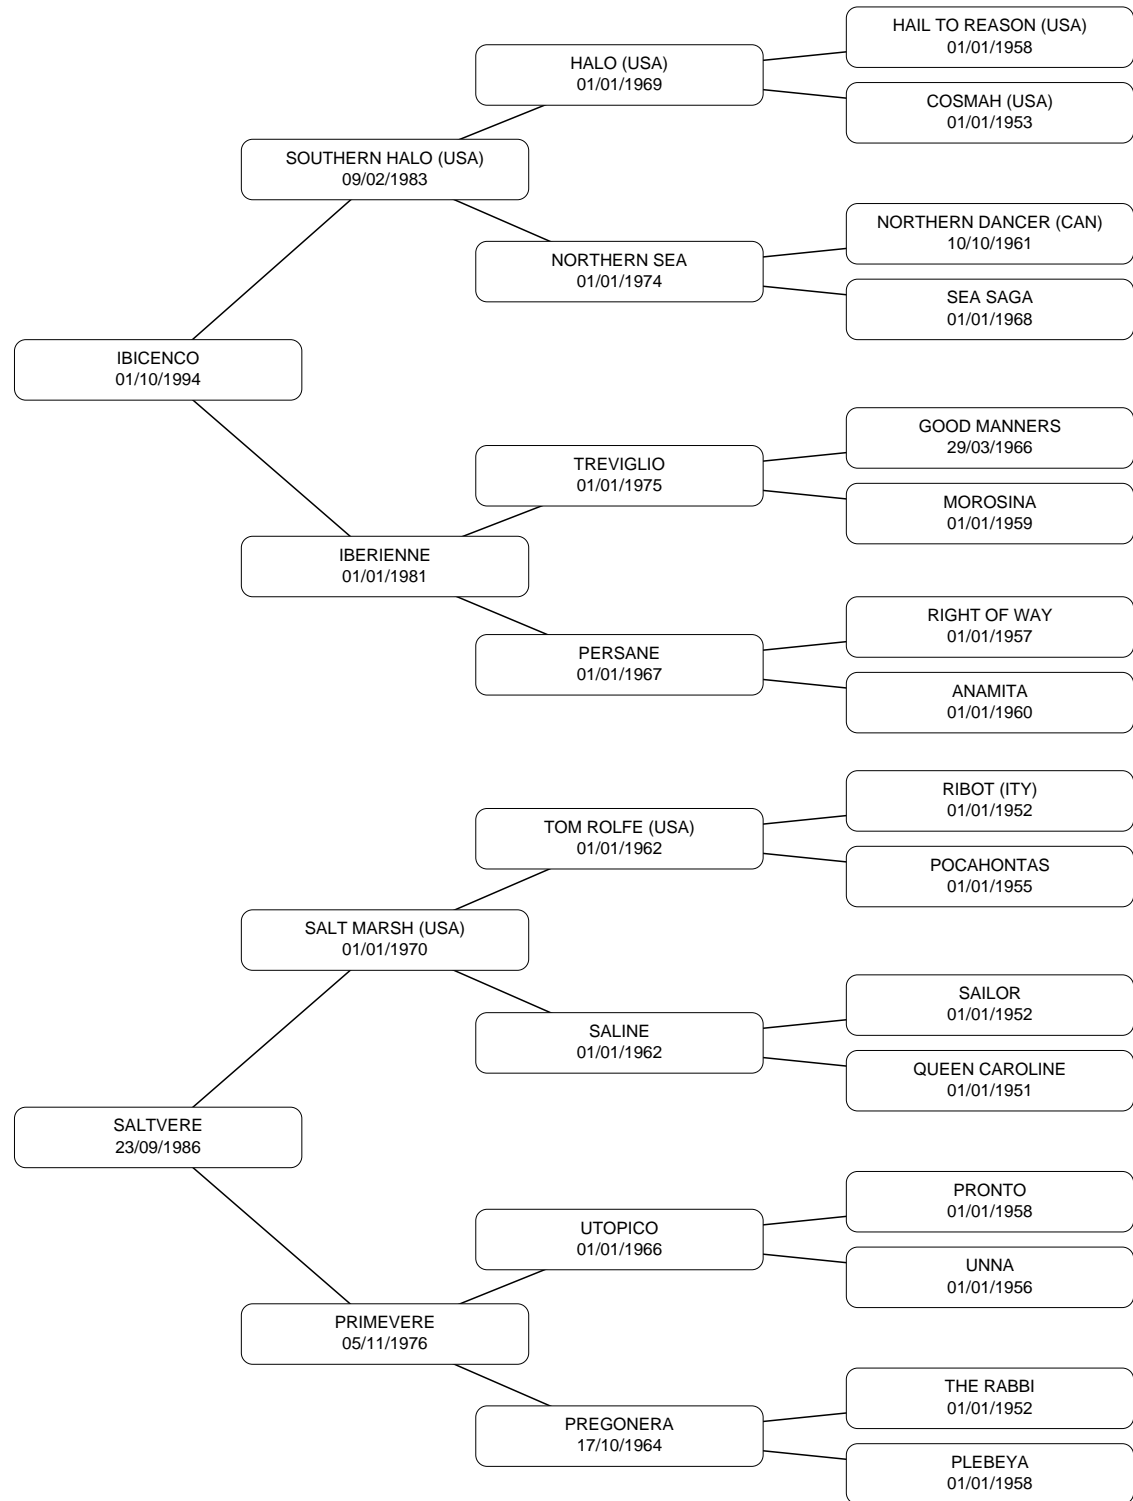 HAIL TO REASON (USA)
01/01/1958
HALO (USA)
01/01/1969
COSMAH (USA)
01/01/1953
SOUTHERN HALO (USA)
09/02/1983
NORTHERN DANCER (CAN)
10/10/1961
NORTHERN SEA
01/01/1974
SEA SAGA
01/01/1968
IBICENCO
01/10/1994
GOOD MANNERS
29/03/1966
TREVIGLIO
01/01/1975
MOROSINA
01/01/1959
IBERIENNE
01/01/1981
RIGHT OF WAY
01/01/1957
PERSANE
01/01/1967
ANAMITA
01/01/1960
RIBOT (ITY)
01/01/1952
TOM ROLFE (USA)
01/01/1962
POCAHONTAS
01/01/1955
SALT MARSH (USA)
01/01/1970
SAILOR
01/01/1952
SALINE
01/01/1962
QUEEN CAROLINE
01/01/1951
SALTVERE
23/09/1986
PRONTO
01/01/1958
UTOPICO
01/01/1966
UNNA
01/01/1956
PRIMEVERE
05/11/1976
THE RABBI
01/01/1952
PREGONERA
17/10/1964
PLEBEYA
01/01/1958